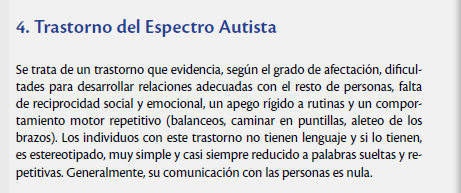 4. Trastorno del Espectro Autista
Se trata de un trastorno que evidencia, según el grado de afectación, dificul-
tades para desarrollar relaciones adecuadas con el resto de personas, falta
de reciprocidad social y emocional, un apego rígido a rutinas y un compor-
tamiento motor repetitivo (balanceos, caminar en puntillas, aleteo de los
brazos). Los individuos con este trastorno no tienen lenguaje y si lo tienen,
es estereotipado, muy simple y casi siempre reducido a palabras sueltas y re-
petitivas. Generalmente, su comunicación con las personas es nula.